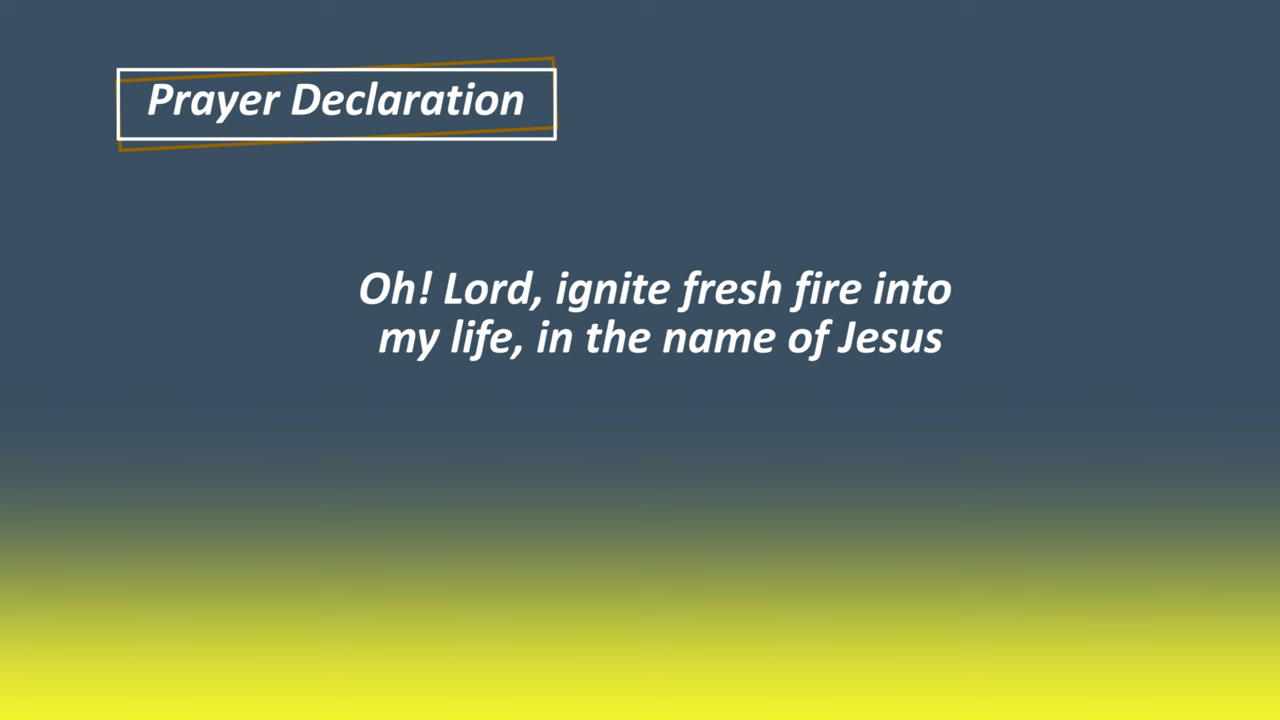 Prayer Declaration
Oh! Lord, ignite fresh fire into
my life, in the name of Jesus